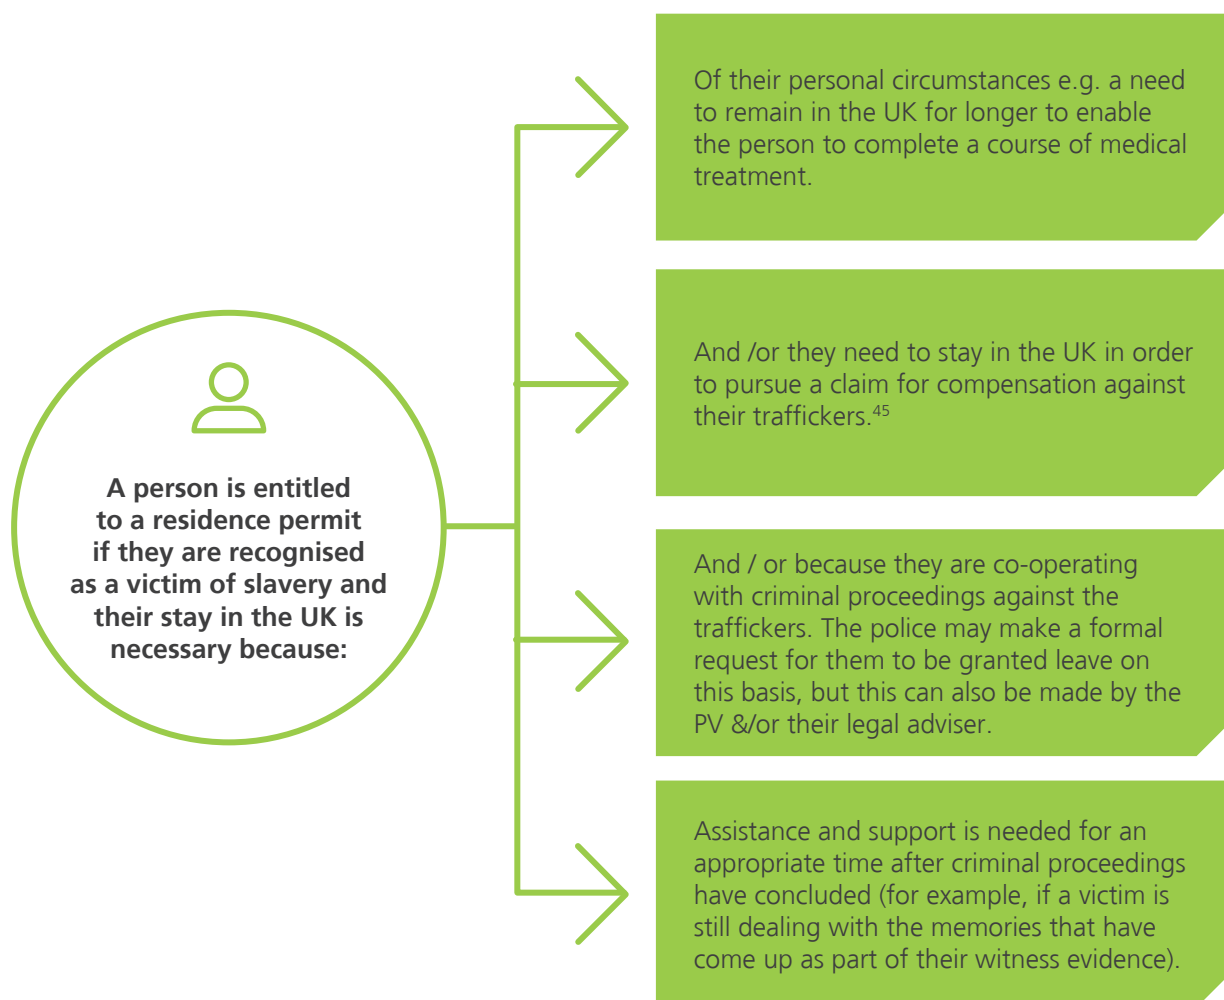 A person is entitled
to a residence permit
if they are recognised
as a victim of slavery and
their stay in the UK is
necessary because:
Of their personal circumstances e.g. a need
to remain in the UK for longer to enable
the person to complete a course of medical
treatment.
And /or they need to stay in the UK in order
to pursue a claim for compensation against
their traffickers.45
And / or because they are co-operating
with criminal proceedings against the
traffickers. The police may make a formal
request for them to be granted leave on
this basis, but this can also be made by the
PV &/or their legal adviser.
Assistance and support is needed for an
appropriate time after criminal proceedings
have concluded (for example, if a victim is
still dealing with the memories that have
come up as part of their witness evidence).